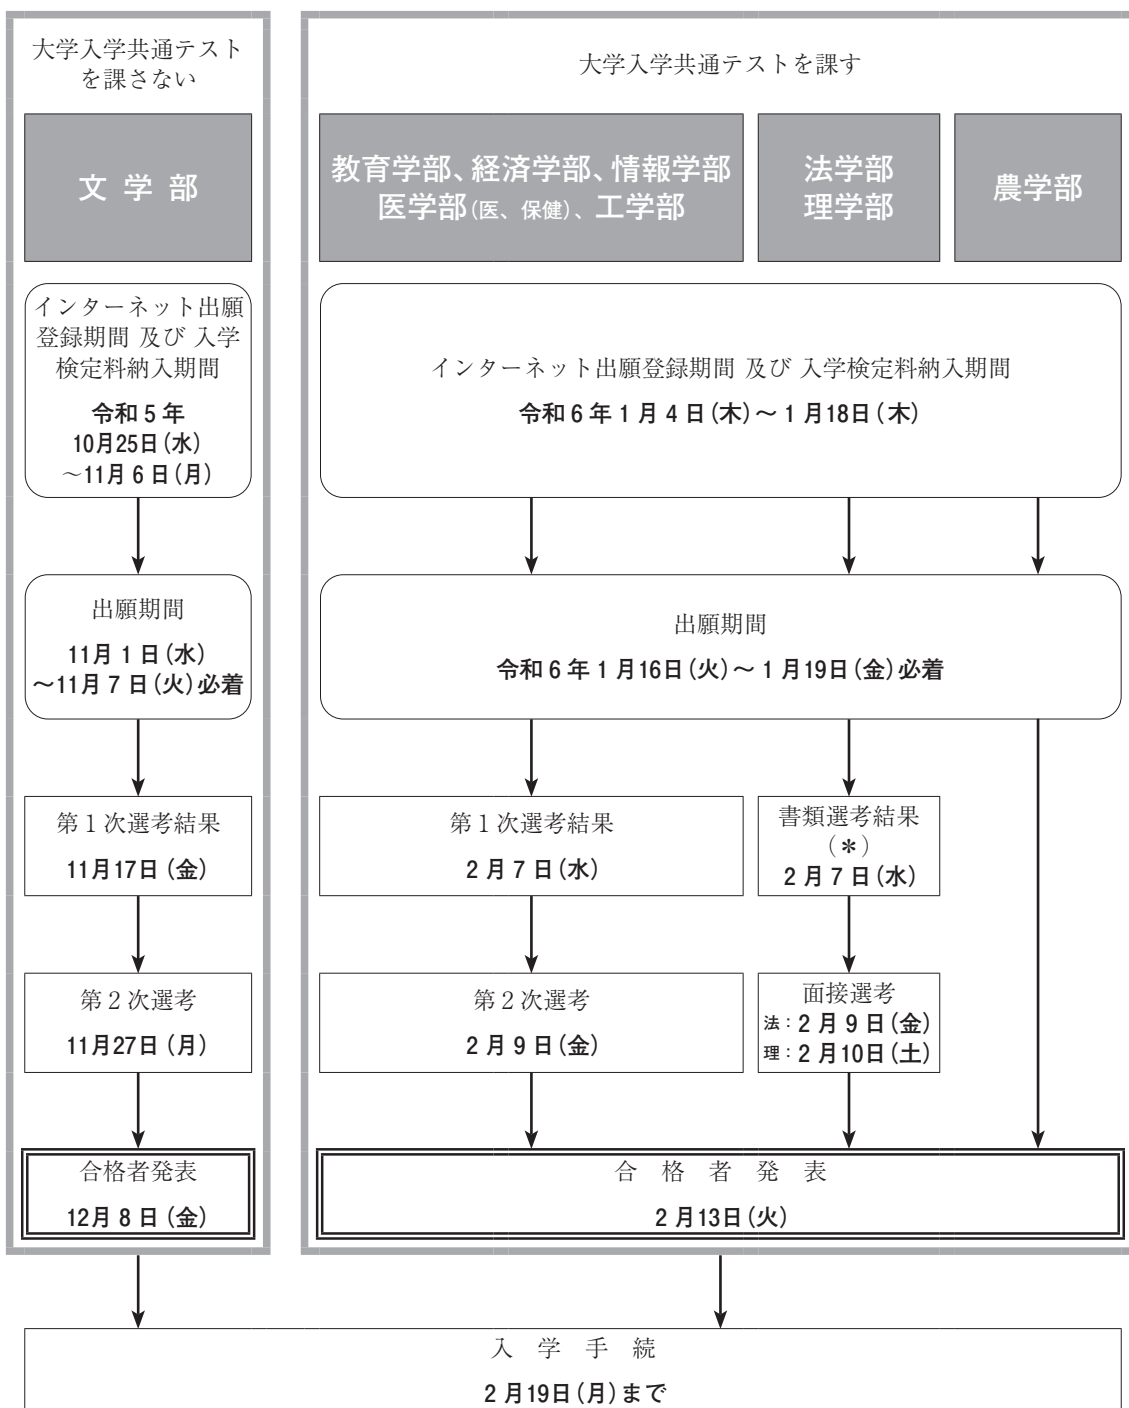 大学入学共通テスト
を課さない
文学部
インターネット出願
登録期間 及び 入学
検定料納入期間
令和5年
10月25日(水)
～11月6日(月)
出願期間
11月1日(水)
～11月7日(火)必着
第1次選考結果
11月17日(金)
第2次選考
11月27日(月)
合格者発表
12月8日(金)
大学入学共通テストを課す
教育学部、経済学部、情報学部
医学部(医、保健)、工学部
法学部
理学部
農学部
インターネット出願登録期間 及び 入学検定料納入期間
令和6年1月4日(木)～1月18日(木)
出願期間
令和6年1月16日(火)～1月19日(金)必着
第1次選考結果
2月7日(水)
第2次選考
2月9日(金)
書類選考結果
(＊)
2月7日(水)
面接選考
法：2月9日(金)
理：2月10日(土)
合格者発表
2月13日(火)
入学手続
2月19日(月)まで